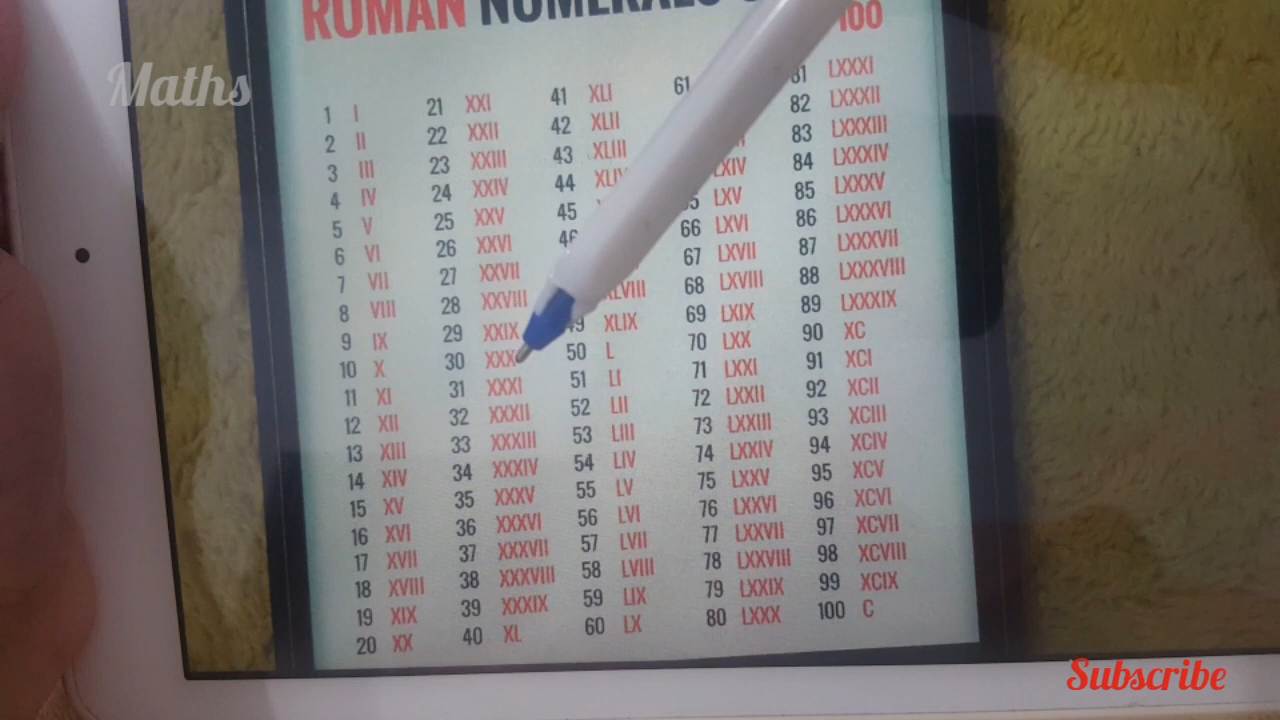 ROMAN NUMERALS
100
Maths
1 I
2 II
3 III
4 IV
5 V
6 VI
7 VII
8 VIII
9 IX
10 X
11 XI
12 XII
13 XIII
14 XIV
15 XV
16 XVI
17 XVII
18 XVIII
19 XIX
20 XX
21 XXI
22 XXII
23 XXIII
24 XXIV
25 XXV
26 XXVI
27 XXVII
28 XXVIII
29 XXIX
30 XXX
31 XXXI
32 XXXII
33 XXXIII
34 XXXIV
35 XXXV
36 XXXVI
37 XXXVII
38 XXXVIII
39 XXXIX
40 XL
41 XLI
42 XLII
43 XLIII
44 XLIV
45
46
XLVIII
49 XLIX
50 L
51 LI
52 LII
53 LIII
54 LIV
55 LV
56 LVI
57 LVII
58 LVIII
59 LIX
60 LX
61
LXIV
LXV
66 LXVI
67 LXVII
68 LXVIII
69 LXIX
70 LXX
71 LXXI
72 LXXII
73 LXXIII
74 LXXIV
75 LXXV
76 LXXVI
77 LXXVII
78 LXXVIII
79 LXXIX
80 LXXX
81 LXXXI
82 LXXXII
83 LXXXIII
84 LXXXIV
85 LXXXV
86 LXXXVI
87 LXXXVII
88 LXXXVIII
89 LXXXIX
90 XC
91 XCI
92 XCII
93 XCIII
94 XCIV
95 XCV
96 XCVI
97 XCVII
98 XCVIII
99 XCIX
100 C
Subscribe